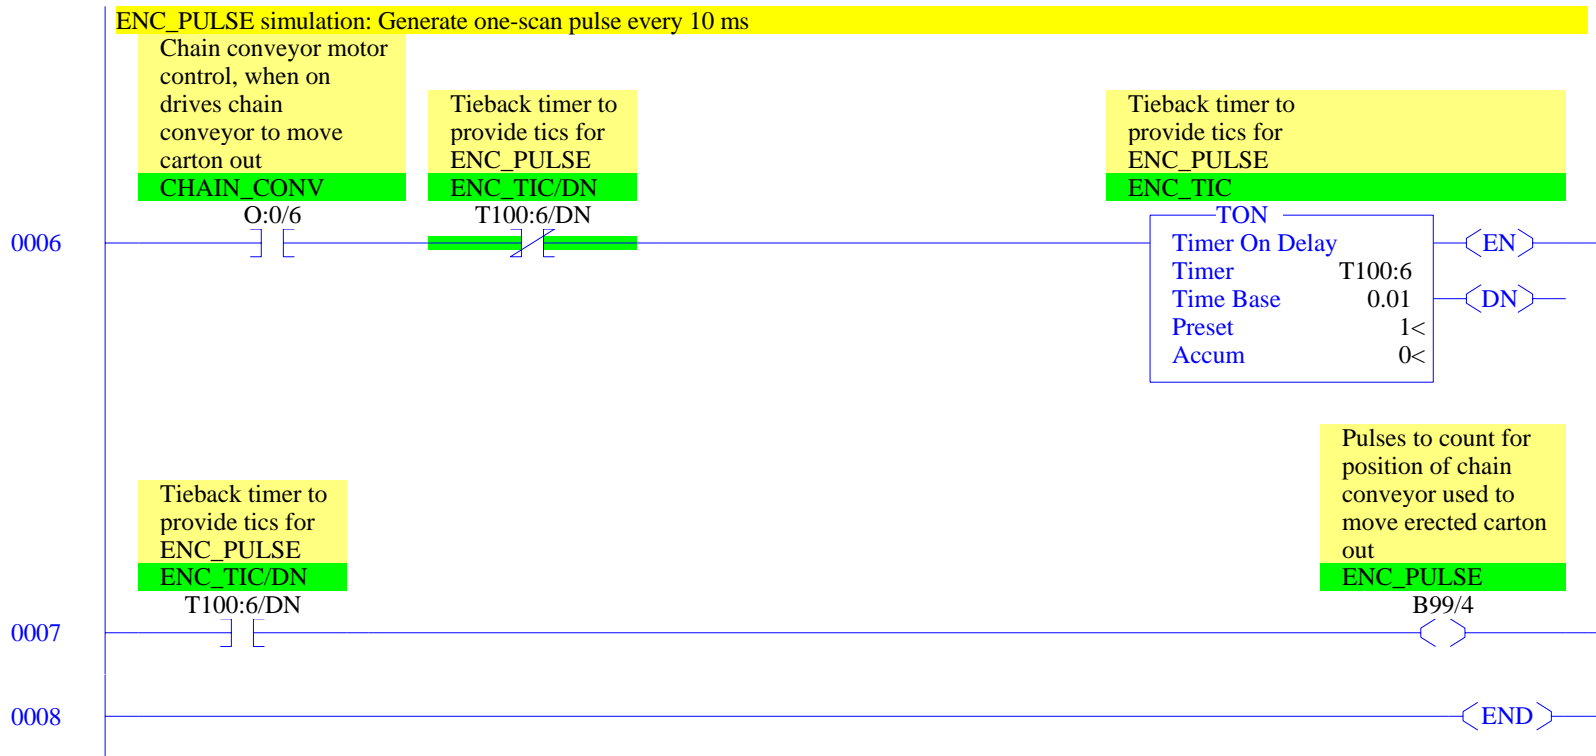 ENC_PULSE simulation: Generate one-scan pulse every 10 ms
Chain conveyor motor
control, when on
drives chain
conveyor to move
carton out
CHAIN_CONV
O:0/6
Tieback timer to
provide tics for
ENC_PULSE
ENC_TIC/DN
T100:6/DN
Tieback timer to
provide tics for
ENC_PULSE
ENC_TIC
0006
TON
Timer On Delay
Timer T100:6
Time Base 0.01
Preset 1<
Accum 0<
EN
DN
Tieback timer to
provide tics for
ENC_PULSE
ENC_TIC/DN
T100:6/DN
Pulses to count for
position of chain
conveyor used to
move erected carton
out
ENC_PULSE
B99/4
0007
0008
END